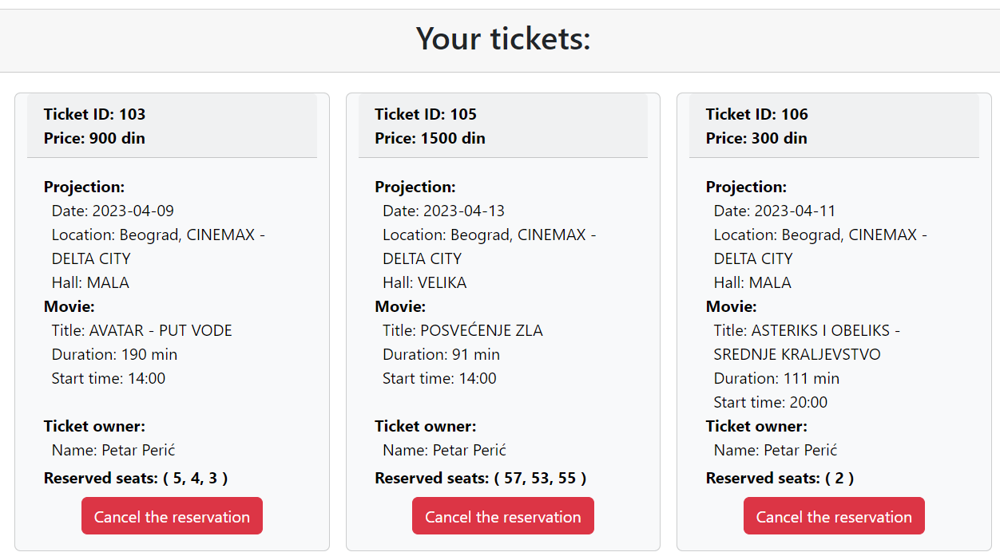 Your tickets:
Ticket ID: 103
Price: 900 din
Projection:
Date: 2023-04-09
Location: Beograd, CINEMAX -
DELTA CITY
Hall: MALA
Movie:
Title: AVATAR - PUT VODE
Duration: 190 min
Start time: 14:00
Ticket owner:
Name: Petar Perić
Reserved seats: ( 5, 4, 3 )
Cancel the reservation
Ticket ID: 105
Price: 1500 din
Projection:
Date: 2023-04-13
Location: Beograd, CINEMAX -
DELTA CITY
Hall: VELIKA
Movie:
Title: POSVEĆENJE ZLA
Duration: 91 min
Start time: 14:00
Ticket owner:
Name: Petar Perić
Reserved seats: ( 57, 53, 55 )
Cancel the reservation
Ticket ID: 106
Price: 300 din
Projection:
Date: 2023-04-11
Location: Beograd, CINEMAX -
DELTA CITY
Hall: MALA
Movie:
Title: ASTERIKS I OBELIKS -
SREDNJE KRALJEVSTVO
Duration: 111 min
Start time: 20:00
Ticket owner:
Name: Petar Perić
Reserved seats: ( 2 )
Cancel the reservation